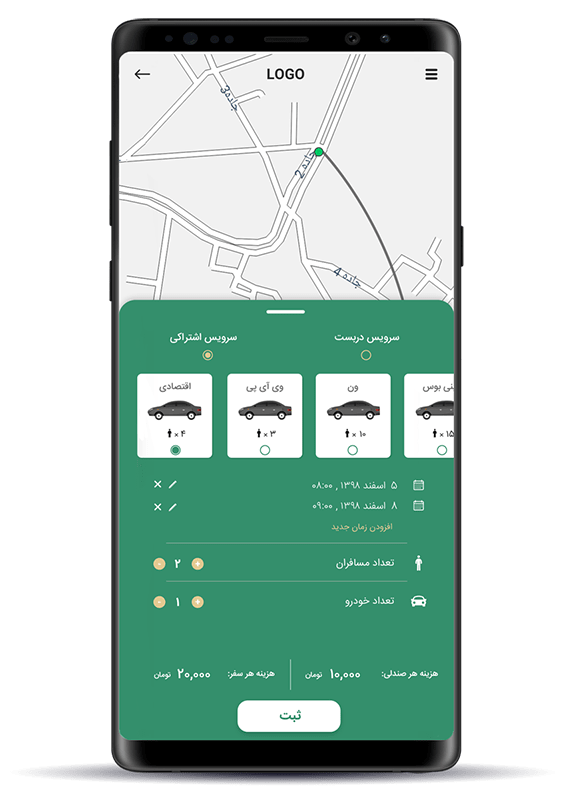 LOGO
جاده 3
جاده 2
جاده 4
سرویس دربست
سرویس اشتراکی
ینی بوس
ون
وی آی پی
اقتصادی
× ۱۵
× ۱۰
× ۳
× ۴
۵ اسفند ۱۳۹۸ , ۰۸:۰۰
۸ اسفند ۱۳۹۸ , ۰۹:۰۰
افزودن زمان جدید
تعداد مسافران
+ ۲ -
تعداد خودرو
+ ۱ -
هزینه هر صندلی: ۱۰,۰۰۰ تومان
هزینه هر سفر: ۲۰,۰۰۰ تومان
ثبت